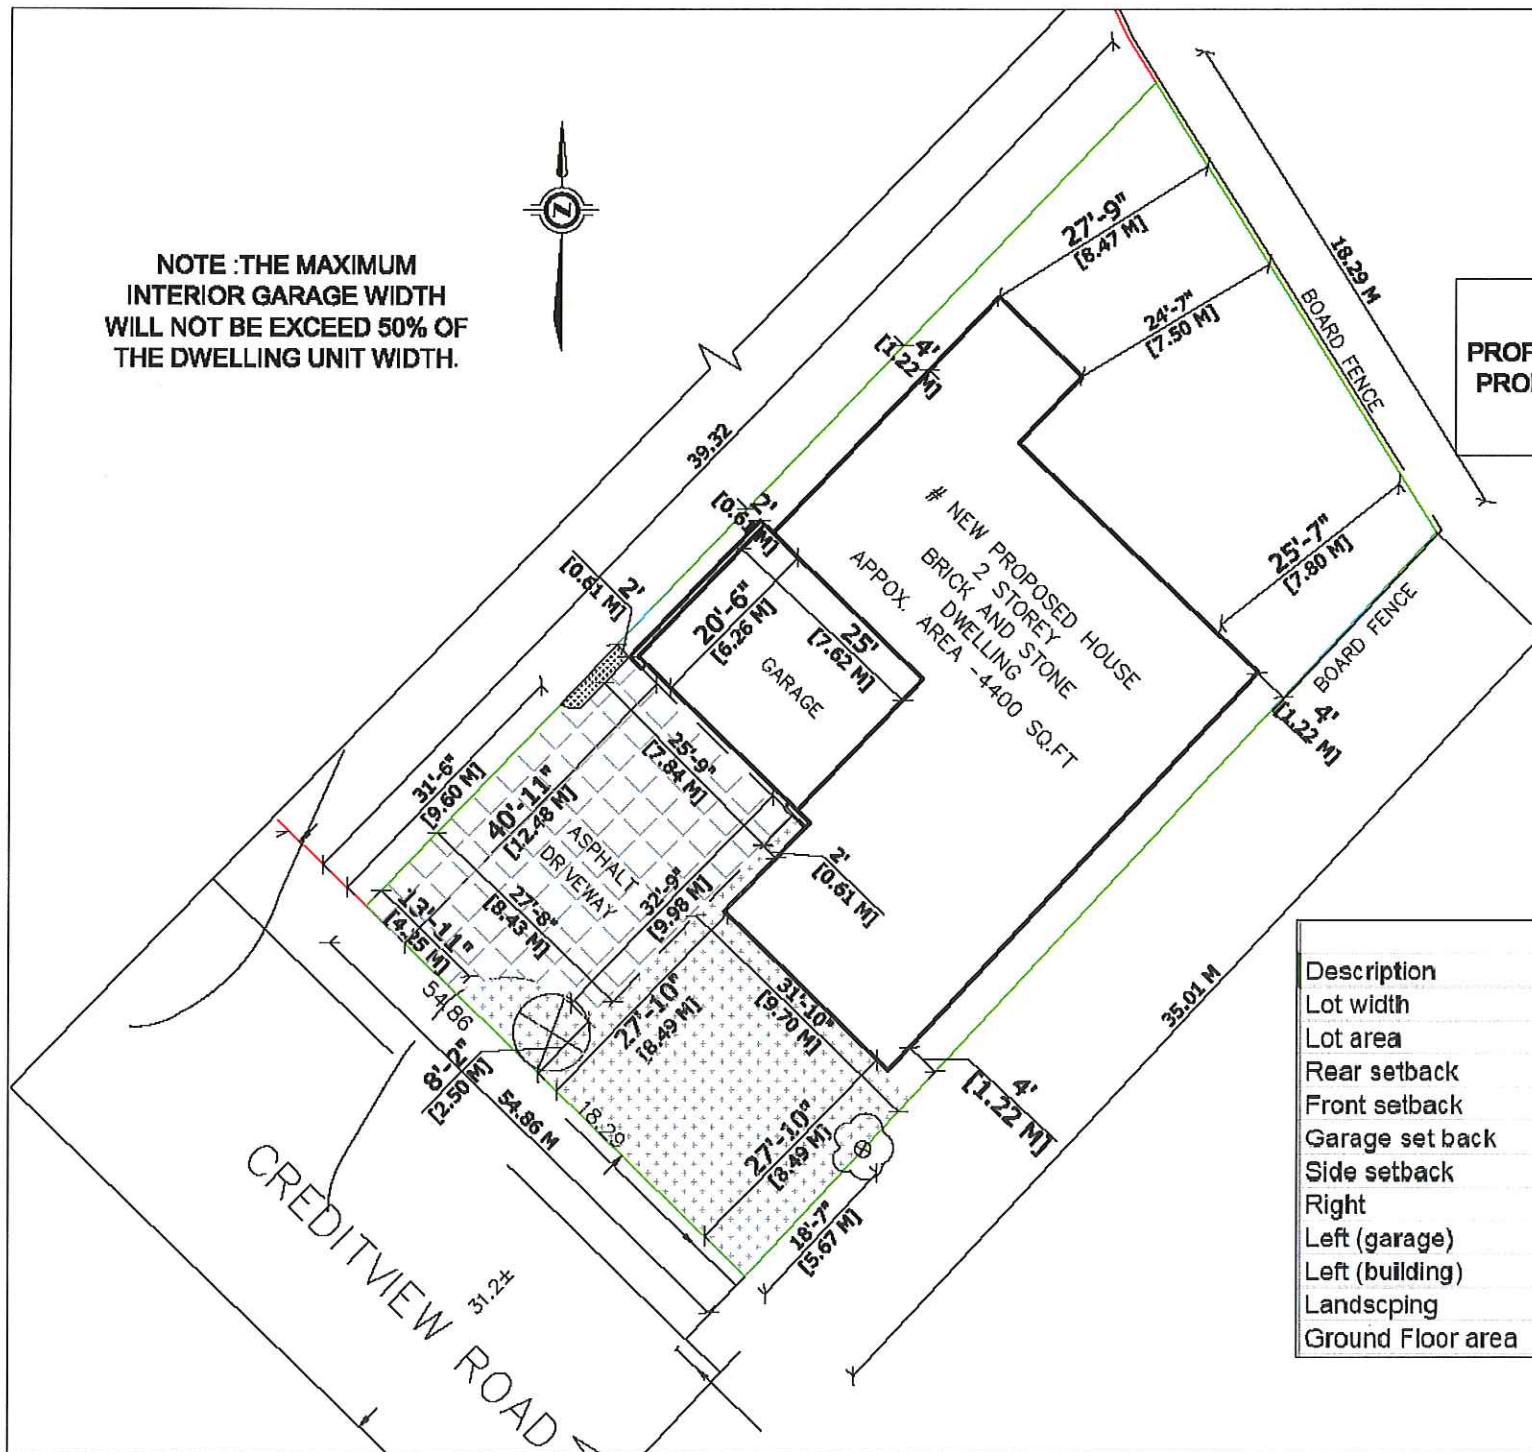 NOTE :THE MAXIMUM
INTERIOR GARAGE WIDTH
WILL NOT BE EXCEED 50% OF
THE DWELLING UNIT WIDTH.
N
27'-9"
[8.47 M]
24'-7"
[7.50 M]
18.29 M
BOARD FENCE
4'
[1.22 M]
39.32
2'
[0.61 M]
2'
[0.61 M]
20'-6"
[6.26 M]
25'
[7.62 M]
GARAGE
# NEW PROPOSED HOUSE
2 STOREY
BRICK AND STONE
DWELLING
APPOX. AREA -4400 SQ.FT
25'-7"
[7.80 M]
BOARD FENCE
4'
[1.22 M]
31'-6"
[9.60 M]
40'-11"
[12.48 M]
25'-9"
[7.84 M]
ASPHALT
DRIVEWAY
27'-8"
[8.43 M]
32'-9"
[9.98 M]
2'
[0.61 M]
13'-11"
[4.25 M]
54.86
8'-2"
[2.50 M]
54.86 M
27'-10"
[8.49 M]
31'-10"
[9.70 M]
18.29
27'-10"
[8.49 M]
4'
[1.22 M]
18'-7"
[5.67 M]
35.01 M
CREDITVIEW ROAD
31.2±
PROF
Description
Lot width
Lot area
Rear setback
Front setback
Garage set back
Side setback
Right
Left (garage)
Left (building)
Landscping
Ground Floor area